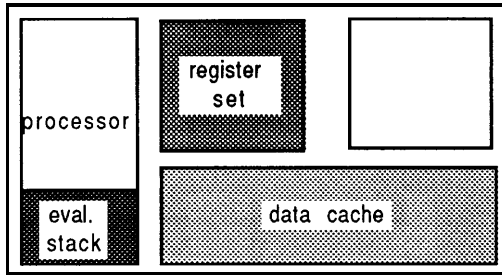 register
set
processor
eval.
stack
data cache